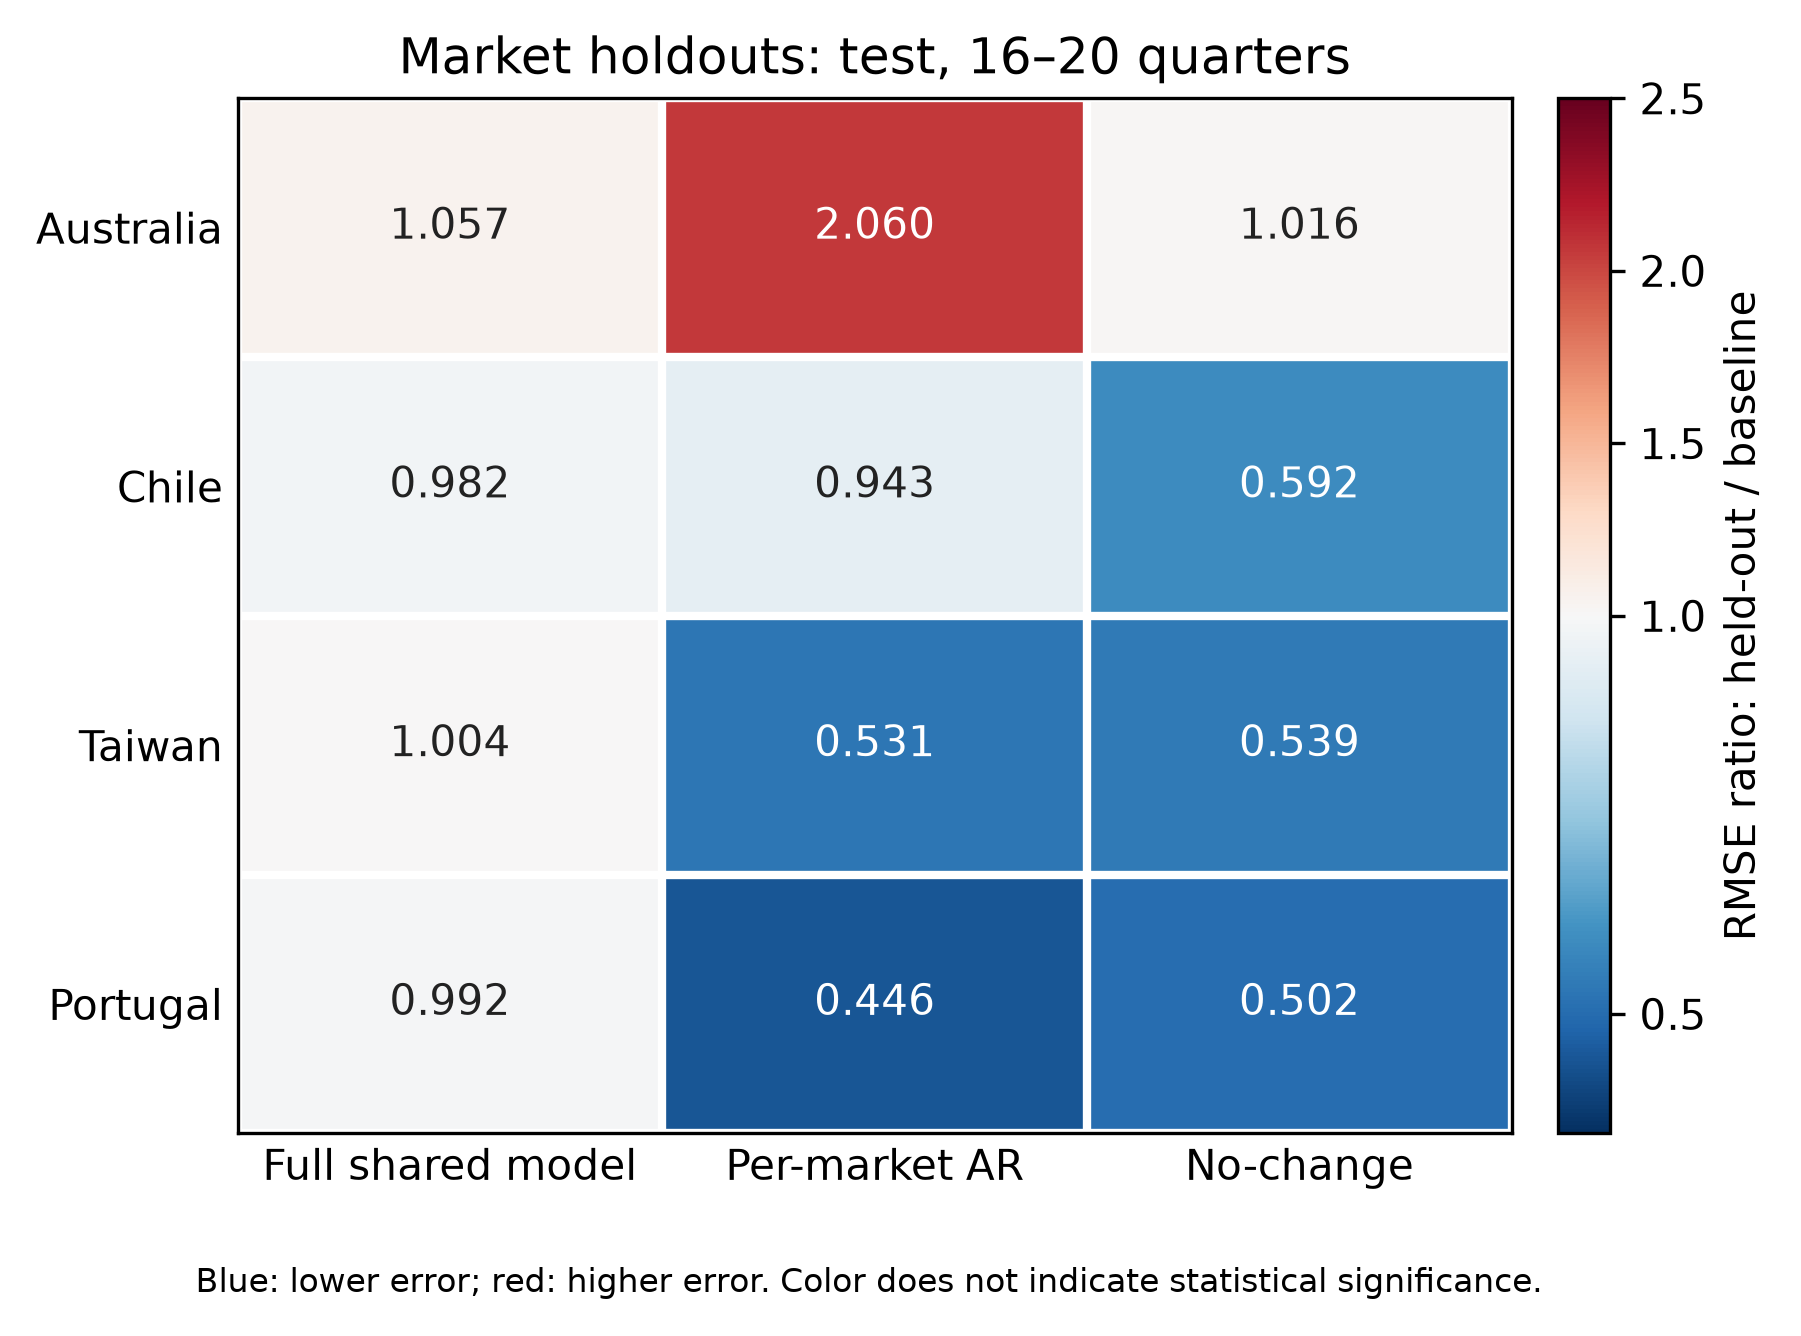 Market holdouts: test, 16–20 quarters
Australia 1.057 2.060 1.016
Chile 0.982 0.943 0.592
Taiwan 1.004 0.531 0.539
Portugal 0.992 0.446 0.502
Full shared model Per-market AR No-change
2.5
2.0
1.5
1.0
0.5
RMSE ratio: held-out / baseline
Blue: lower error; red: higher error. Color does not indicate statistical significance.